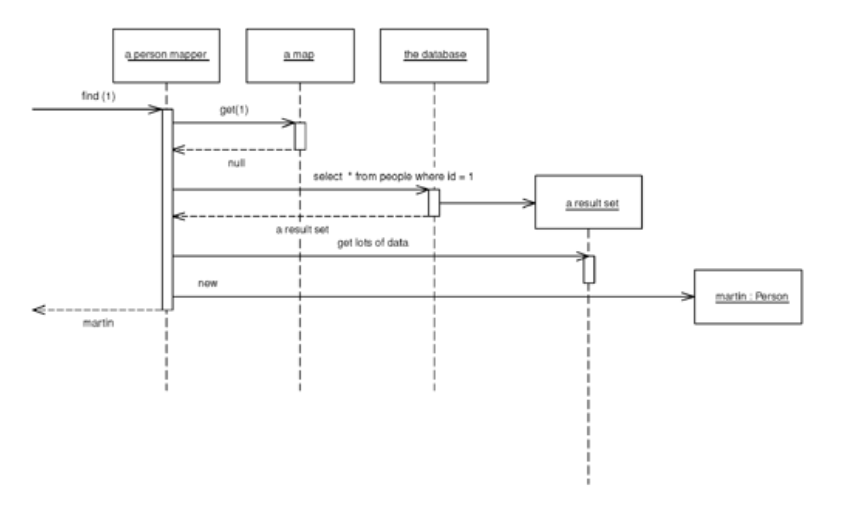 a person mapper
a map
the database
find (1)
get(1)
null
select * from people where id = 1
a result set
a result set
get lots of data
new
martin : Person
martin